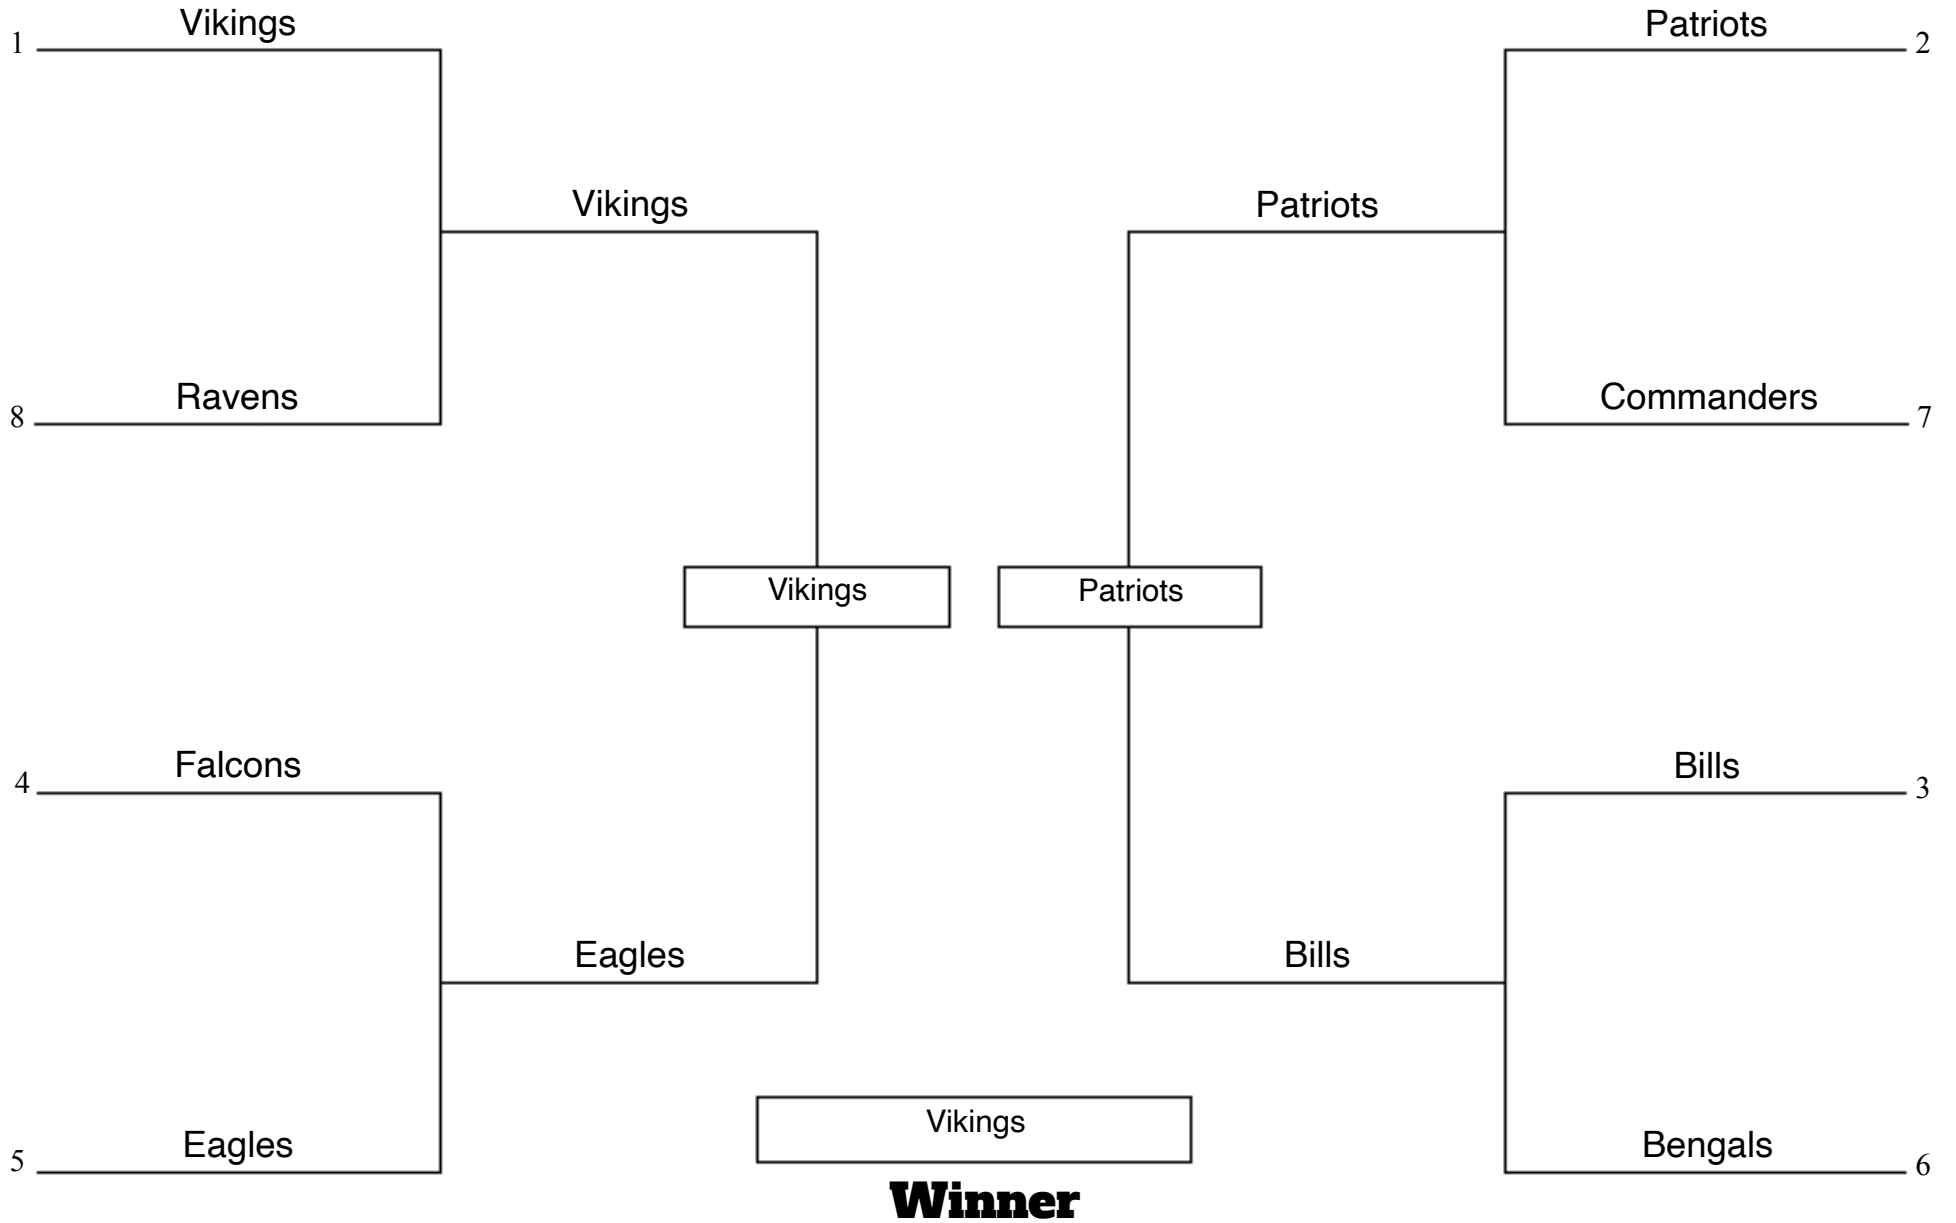 Vikings
Patriots
1
2
Vikings
Patriots
Ravens
Commanders
8
7
Vikings
Patriots
Falcons
Bills
4
3
Eagles
Bills
Vikings
Eagles
Bengals
5
6
Winner